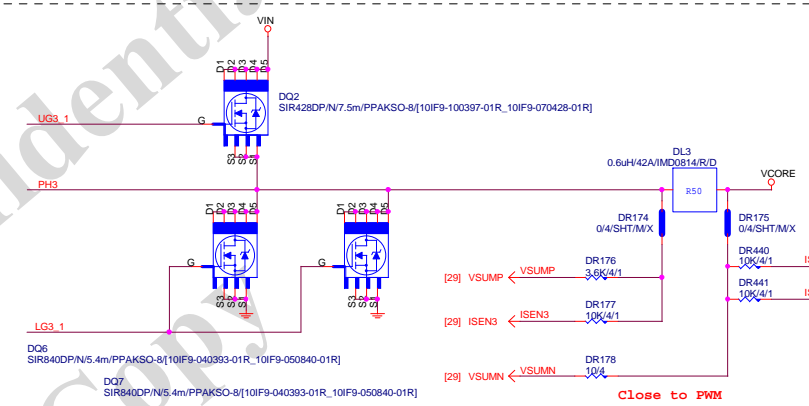 VIN
D1 D2 D3 D4 D5
DQ2
SIR428DP/N/7.5m/PPAKSO-8/[10IF9-100397-01R_10IF9-070428-01R]
UG3_1
G
S3 S2 S1
DL3
0.6uH/42A/IMD0814/R/D
VCORE
PH3
R50
D1 D2 D3 D4 D5
D1 D2 D3 D4 D5
DR174
0/4/SHT/M/X
DR175
0/4/SHT/M/X
G
G
DR440
10K/4/1
DR176
3.6K/4/1
[29] VSUMP
VSUMP
DR441
10K/4/1
S3 S2 S1
S3 S2 S1
DR177
10K/4/1
[29] ISEN3
ISEN3
LG3_1
DQ6
SIR840DP/N/5.4m/PPAKSO-8/[10IF9-040393-01R_10IF9-050840-01R]
DR178
10/4
[29] VSUMN
VSUMN
DQ7
SIR840DP/N/5.4m/PPAKSO-8/[10IF9-040393-01R_10IF9-050840-01R]
Close to PWM
Copy